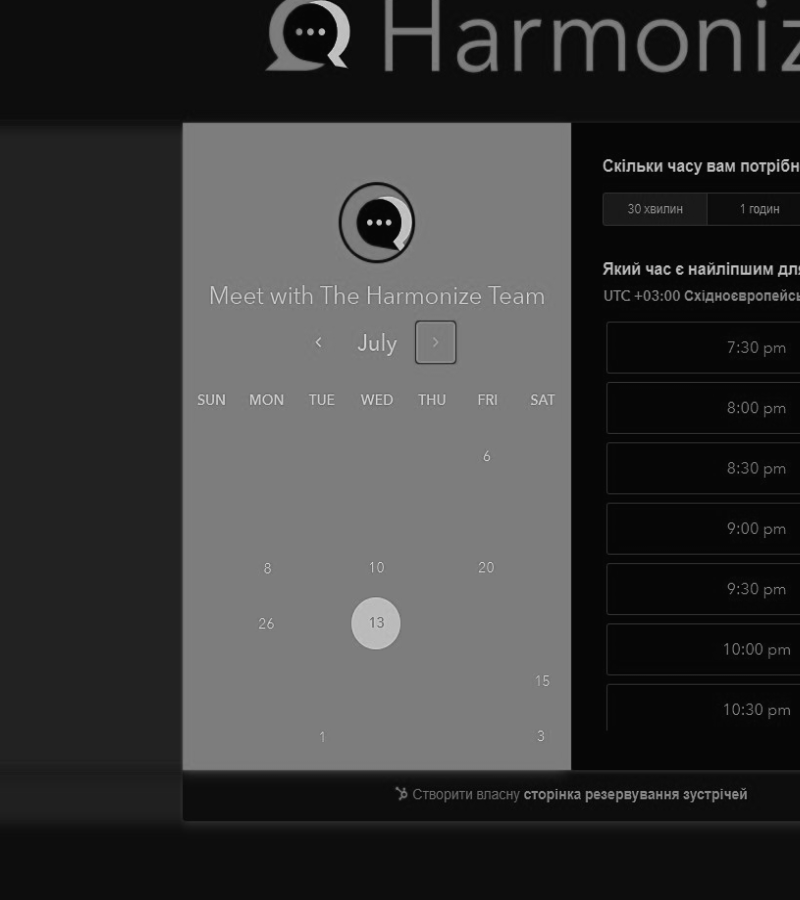 Harmoniz
Meet with The Harmonize Team
July
SUN MON TUE WED THU FRI SAT
6
8 10 20
26 13
15
1 3
Скільки часу вам потрібн
30 хвилин 1 годин
Який час є найліпшим дл
UTC +03:00 Східноєвропейсь
7:30 pm
8:00 pm
8:30 pm
9:00 pm
9:30 pm
10:00 pm
10:30 pm
Створити власну сторінка резервування зустрічей